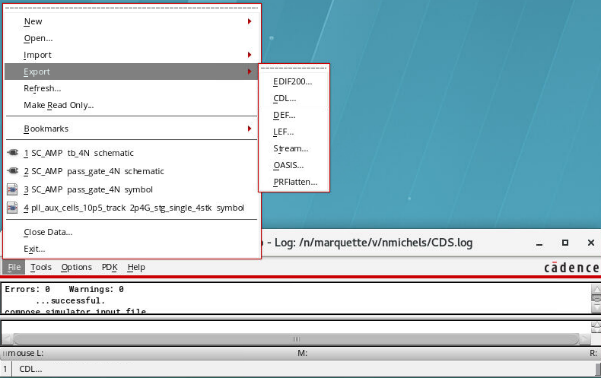 New
Open...
Import
Export
Refresh...
Make Read Only...
Bookmarks
1 SC_AMP tb_4N schematic
2 SC_AMP pass_gate_4N schematic
3 SC_AMP pass_gate_4N symbol
4 pll_aux_cells_10p5_track 2p4G_stg_single_4stk symbol
Close Data...
Exit...
EDIF200...
CDL...
DEF...
LEF...
Stream...
OASIS...
PRFlatten...
- Log: /n/marquette/v/nmichels/CDS.log
File Tools Options PDK Help
cādence
Errors: 0 Warnings: 0
...successful.
compose simulator input file
mouse L: M: R:
1 CDL...